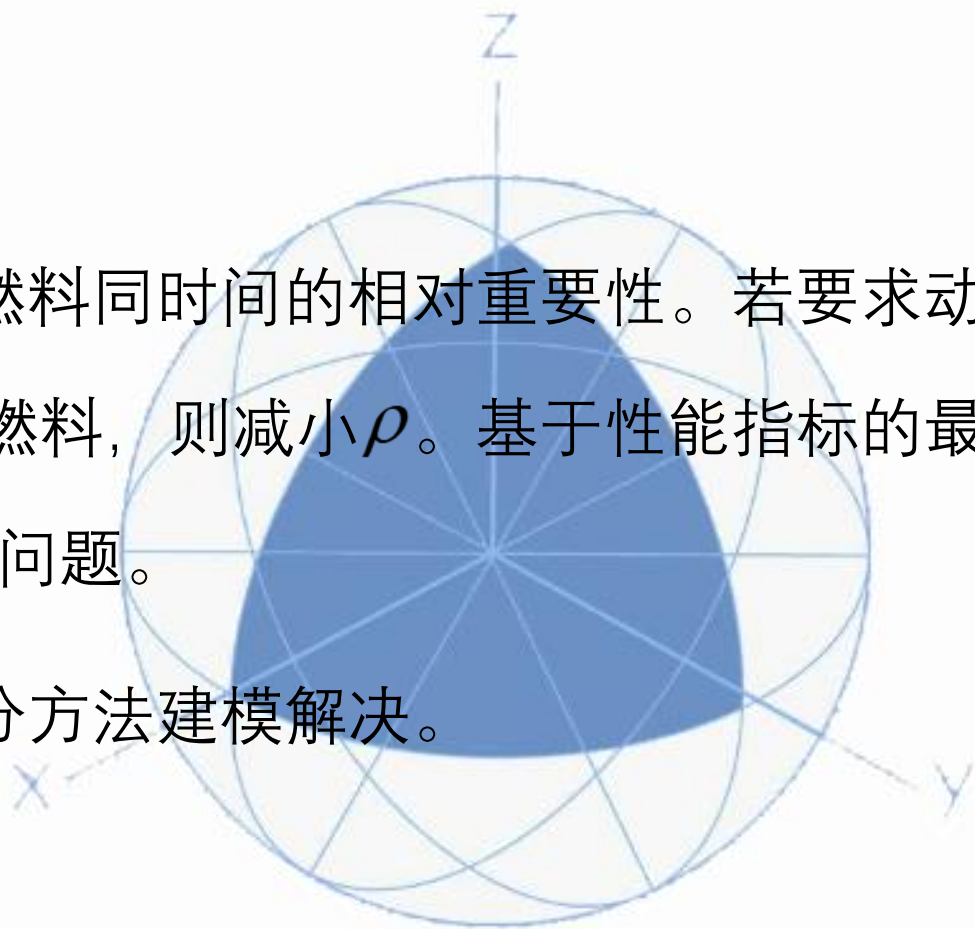 Z
燃料同时间的相对重要性。若要求动
燃料，则减小ρ。基于性能指标的最
问题。
分方法建模解决。
X Y